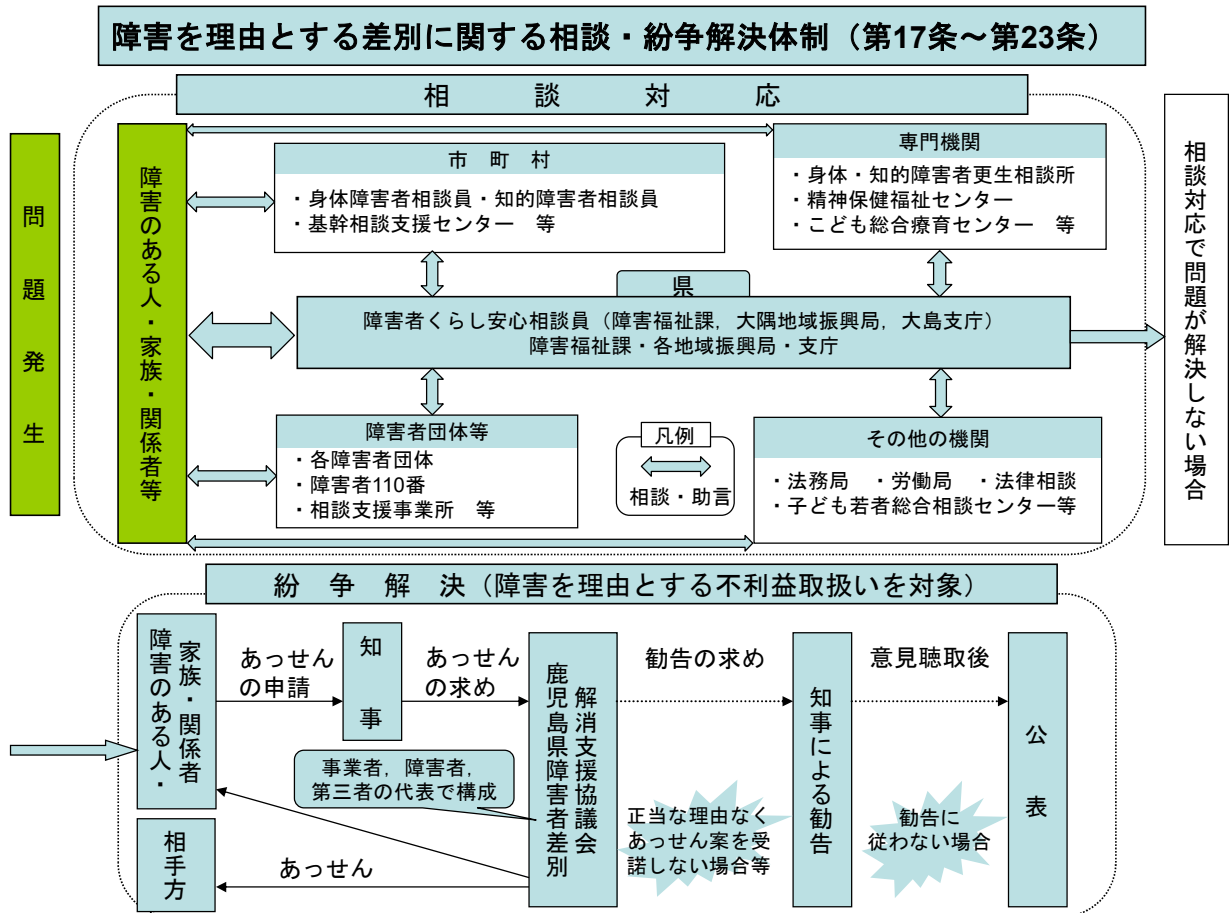 障害を理由とする差別に関する相談・紛争解決体制（第17条～第23条）
相談対応
問題発生
障害のある人・家族・関係者等
市町村
・身体障害者相談員・知的障害者相談員
・基幹相談支援センター　等
専門機関
・身体・知的障害者更生相談所
・精神保健福祉センター
・こども総合療育センター　等
県
障害者くらし安心相談員（障害福祉課，大隅地域振興局，大島支庁）
障害福祉課・各地域振興局・支庁
障害者団体等
・各障害者団体
・障害者110番
・相談支援事業所　等
凡例
相談・助言
その他の機関
・法務局　・労働局　・法律相談
・子ども若者総合相談センター等
相談対応で問題が解決しない場合
紛争解決（障害を理由とする不利益取扱いを対象）
障害のある人・
家族・関係者
あっせん
の申請
知事
あっせん
の求め
鹿児島県障害者差別
解消支援協議会
事業者，障害者，
第三者の代表で構成
勧告の求め
正当な理由なく
あっせん案を受
諾しない場合等
知事による勧告
意見聴取後
勧告に
従わない場合
公表
相手方
あっせん